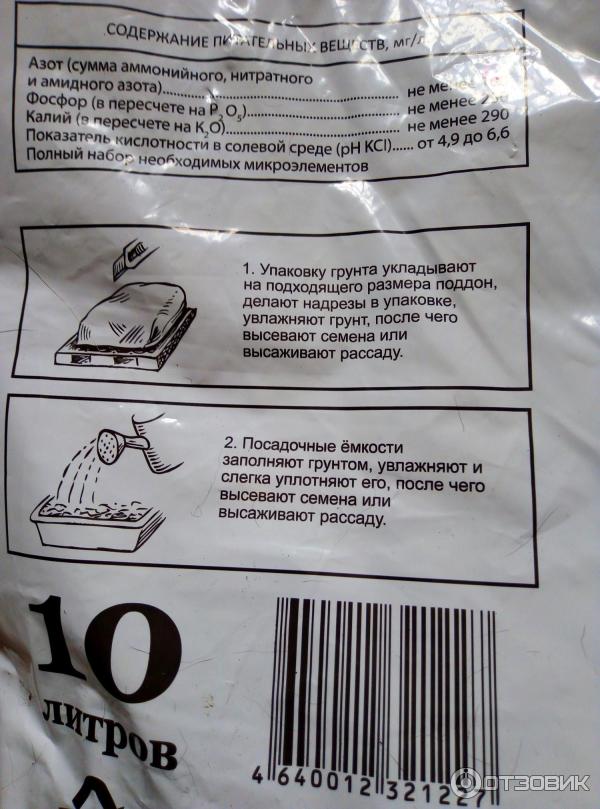 СОДЕРЖАНИЕ ПИТАТЕЛЬНЫХ ВЕЩЕСТВ, мг/л
Азот (сумма аммонийного, нитратного
и амидного азота)........................................ не менее
Фосфор (в пересчете на P2O5)........................ не менее
Калий (в пересчете на K2O)............................ не менее 290
Показатель кислотности в солевой среде (pH KCl)..... от 4,9 до 6,6
Полный набор необходимых микроэлементов
1. Упаковку грунта укладывают
на подходящего размера поддон,
делают надрезы в упаковке,
увлажняют грунт, после чего
высевают семена или
высаживают рассаду.
2. Посадочные ёмкости
заполняют грунтом, увлажняют и
слегка уплотняют его, после чего
высевают семена или
высаживают рассаду.
10
литров
4 640012 321227
ОТЗОВИК